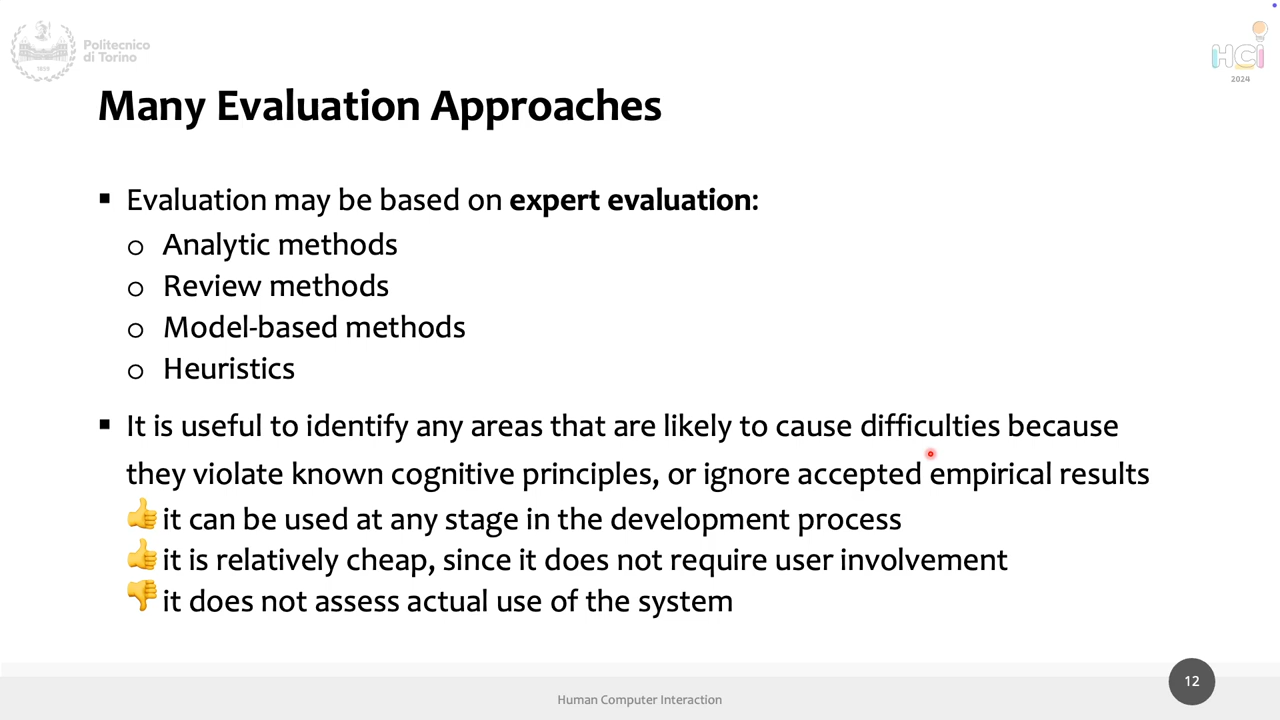 Politecnico
di Torino
1859
HCI
2024
Many Evaluation Approaches
▪ Evaluation may be based on expert evaluation:
o Analytic methods
o Review methods
o Model-based methods
o Heuristics
▪ It is useful to identify any areas that are likely to cause difficulties because
they violate known cognitive principles, or ignore accepted empirical results
👍 it can be used at any stage in the development process
👍 it is relatively cheap, since it does not require user involvement
👎 it does not assess actual use of the system
Human Computer Interaction
12